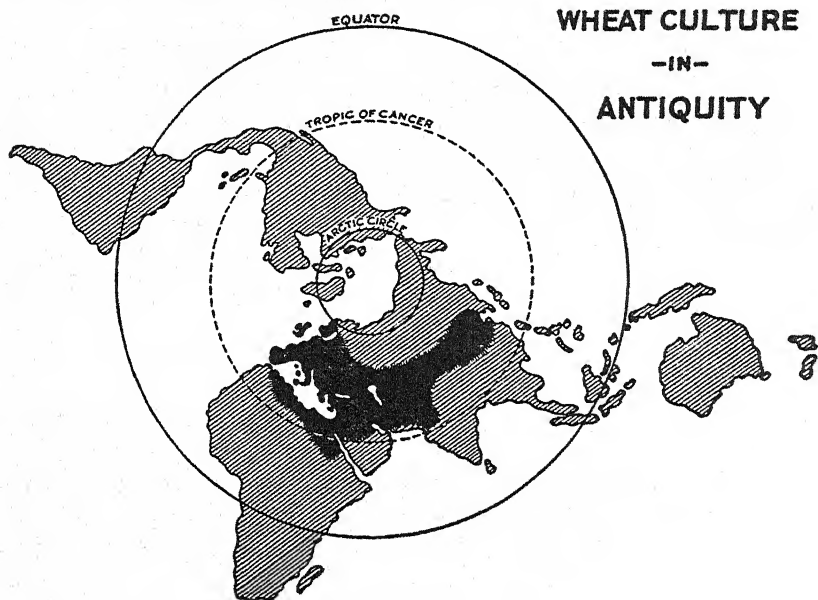 WHEAT CULTURE
-IN-
ANTIQUITY
EQUATOR
TROPIC OF CANCER
ARCTIC CIRCLE